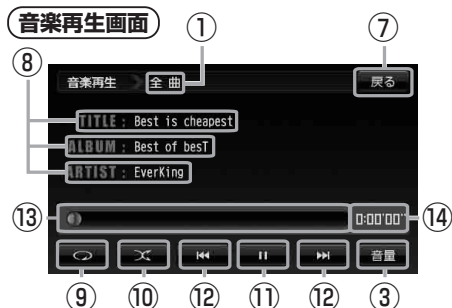 音楽再生画面
①
⑦
⑧
音楽再生 全曲
戻る
TITLE : Best is cheapest
ALBUM : Best of besT
ARTIST : EverKing
⑬
0:00'00"
⑭
音量
⑨ ⑩ ⑫ ⑪ ⑫ ③